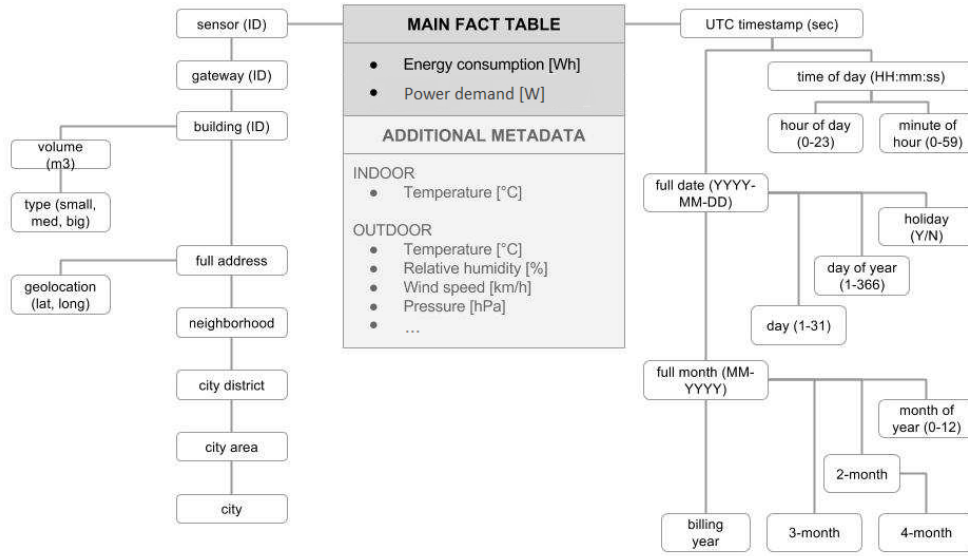 sensor (ID)
gateway (ID)
building (ID)
volume
(m3)
type (small,
med, big)
full address
geolocation
(lat, long)
neighborhood
city district
city area
city
MAIN FACT TABLE
● Energy consumption [Wh]
● Power demand [W]
ADDITIONAL METADATA
INDOOR
● Temperature [°C]
OUTDOOR
● Temperature [°C]
● Relative humidity [%]
● Wind speed [km/h]
● Pressure [hPa]
● ...
UTC timestamp (sec)
time of day (HH:mm:ss)
hour of day
(0-23)
minute of
hour (0-59)
full date (YYYY-
MM-DD)
holiday
(Y/N)
day of year
(1-366)
day (1-31)
full month (MM-
YYYY)
month of
year (0-12)
2-month
billing
year
3-month
4-month